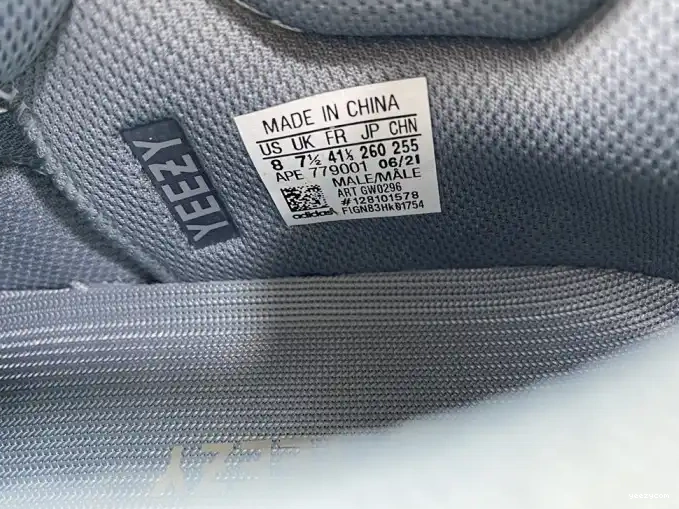 MADE IN CHINA
US UK FR JP CHN
8 7½ 41⅓ 260 255
APE 779001 06/21
MALE/MÂLE
ART GW0296
#128101578
adidas
YEEZY